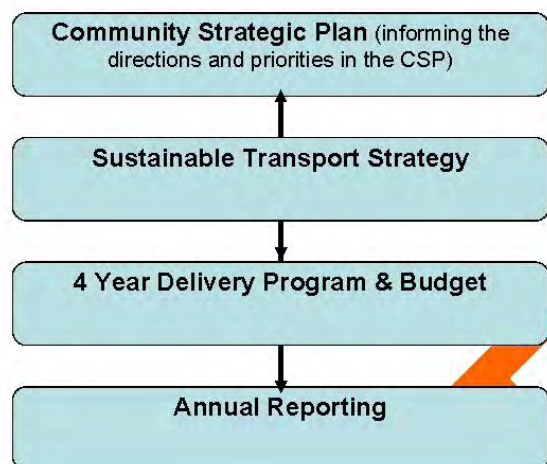 Community Strategic Plan (informing the
directions and priorities in the CSP)
Sustainable Transport Strategy
4 Year Delivery Program & Budget
Annual Reporting